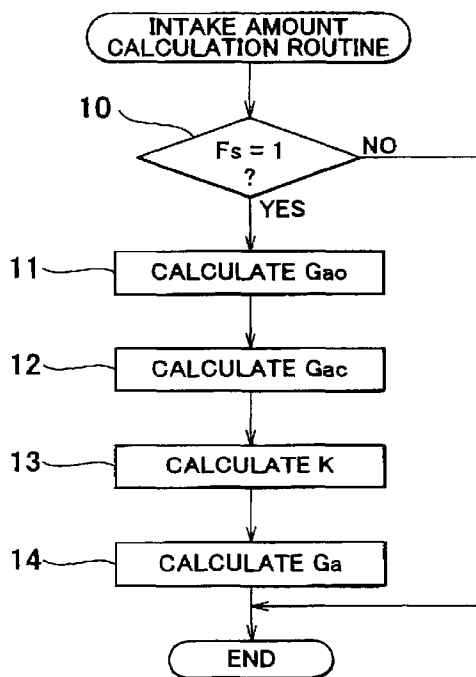 INTAKE AMOUNT
CALCULATION ROUTINE
10
Fs = 1
?
NO
YES
11
CALCULATE Gao
12
CALCULATE Gac
13
CALCULATE K
14
CALCULATE Ga
END